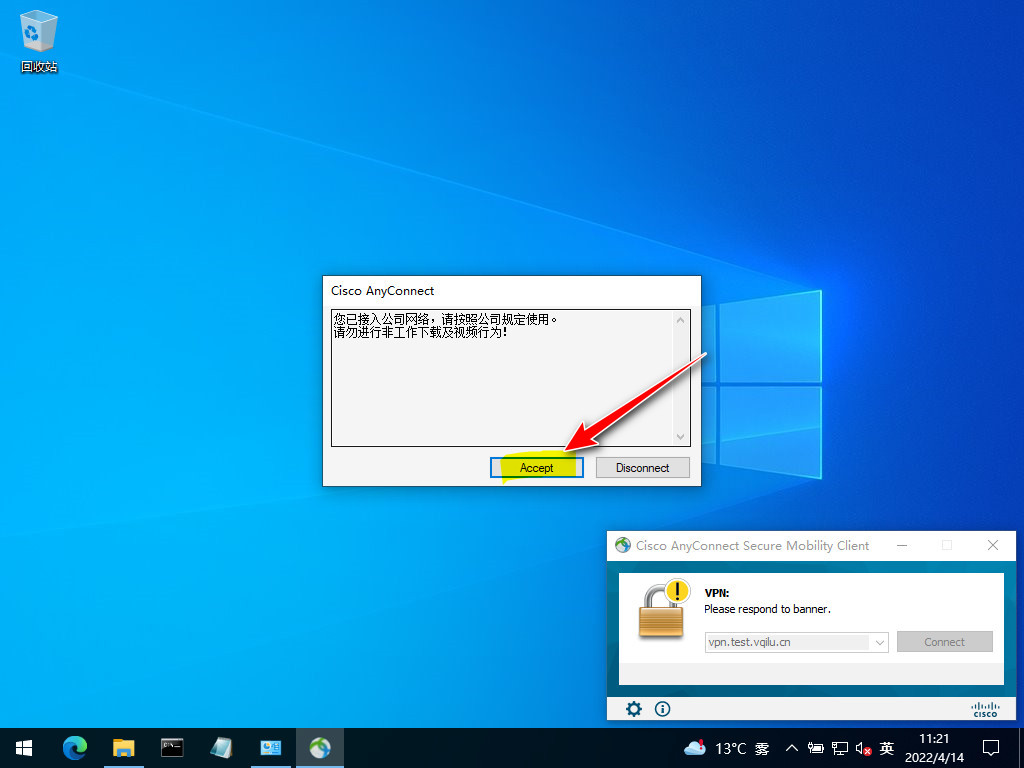 回收站
Cisco AnyConnect
您已接入公司网络，请按照公司规定使用。
请勿进行非工作下载及视频行为！
Accept
Disconnect
Cisco AnyConnect Secure Mobility Client
VPN:
Please respond to banner.
vpn.test.vqilu.cn
Connect
CISCO
13°C 雾
英
11:21
2022/4/14